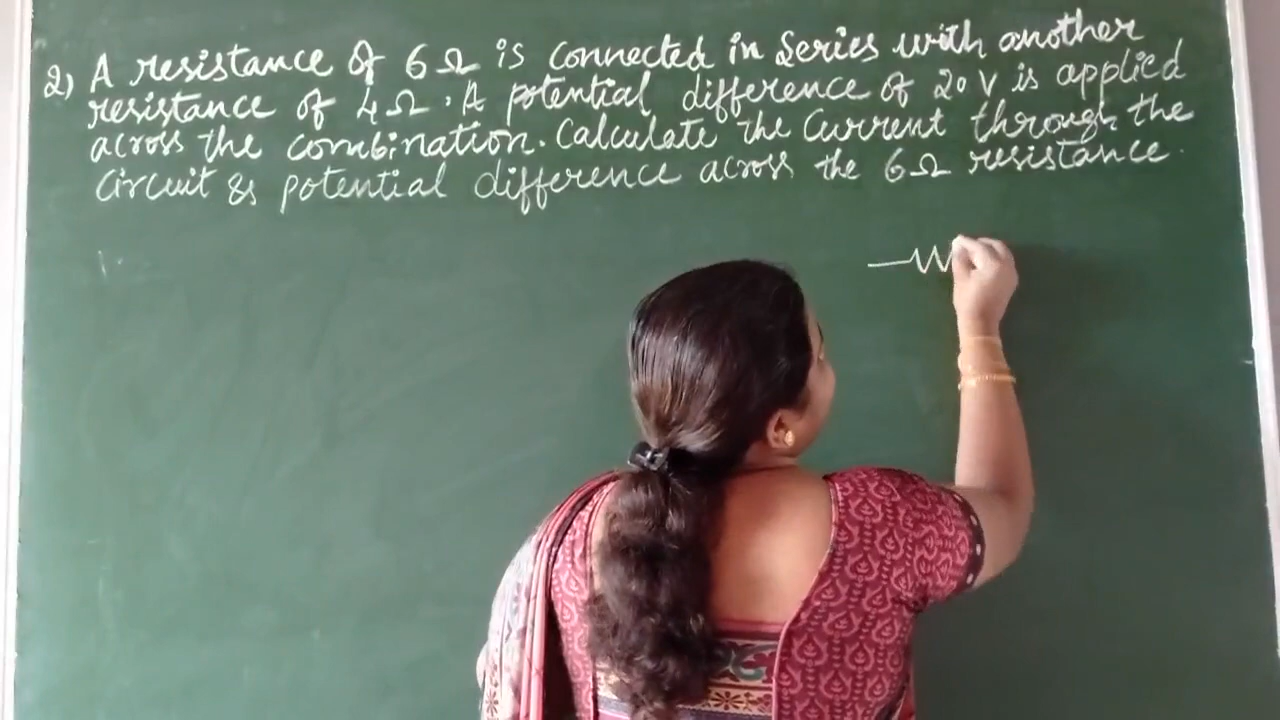 2) A resistance of 6Ω is connected in Series with another
resistance of 4Ω. A potential difference of 20 V is applied
across the combination. Calculate the Current through the
Circuit & potential difference across the 6Ω resistance.